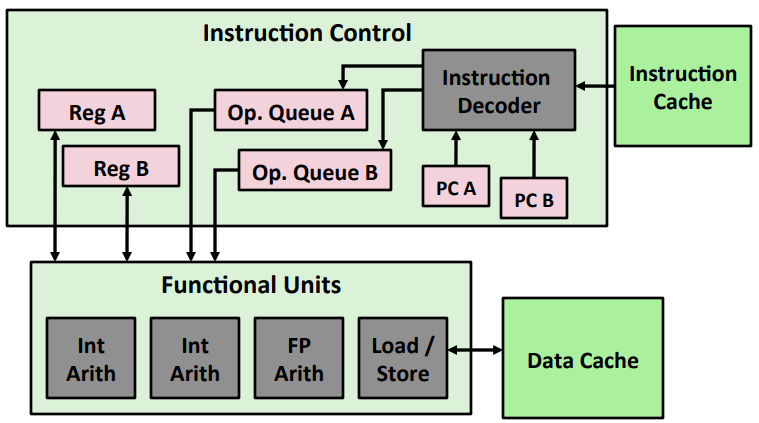 Instruction Control
Instruction
Cache
Instruction
Decoder
Reg A
Op. Queue A
Reg B
Op. Queue B
PC A
PC B
Functional Units
Int
Arith
Int
Arith
FP
Arith
Load /
Store
Data Cache